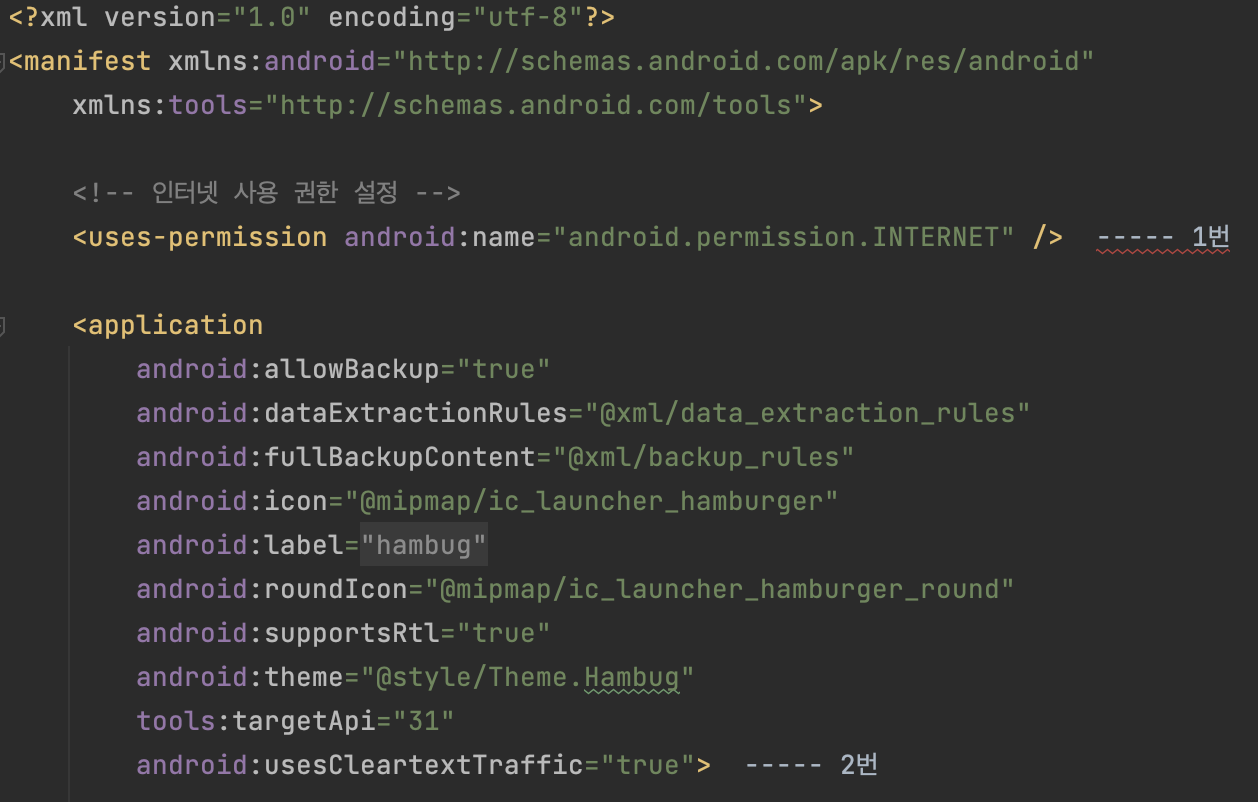 <?xml version="1.0" encoding="utf-8"?>
<manifest xmlns:android="http://schemas.android.com/apk/res/android"
    xmlns:tools="http://schemas.android.com/tools">
    <!-- 인터넷 사용 권한 설정 -->
    <uses-permission android:name="android.permission.INTERNET" />  ----- 1번
    <application
        android:allowBackup="true"
        android:dataExtractionRules="@xml/data_extraction_rules"
        android:fullBackupContent="@xml/backup_rules"
        android:icon="@mipmap/ic_launcher_hamburger"
        android:label="hambug"
        android:roundIcon="@mipmap/ic_launcher_hamburger_round"
        android:supportsRtl="true"
        android:theme="@style/Theme.Hambug"
        tools:targetApi="31"
        android:usesCleartextTraffic="true">  ----- 2번